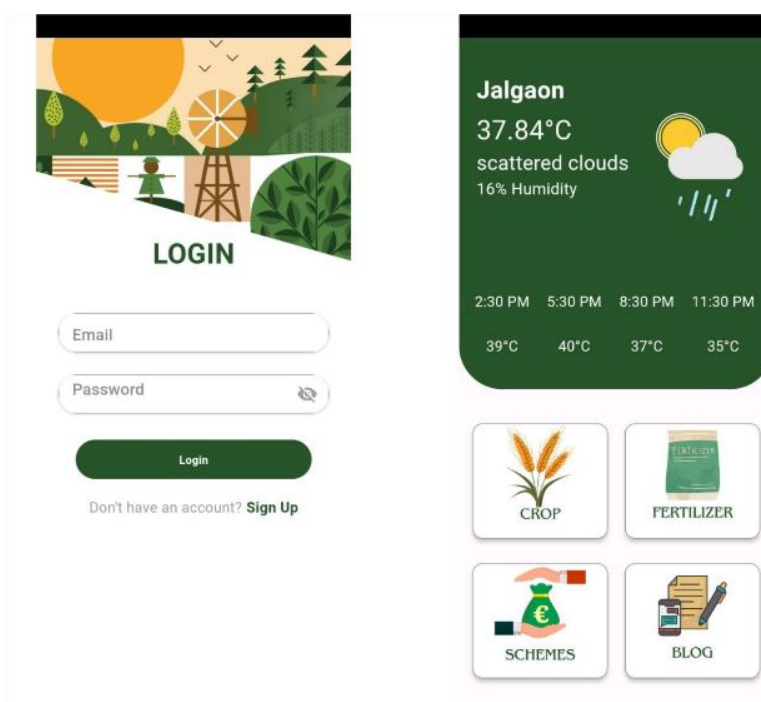 LOGIN
Email
Password
Login
Don't have an account? Sign Up
Jalgaon
37.84°C
scattered clouds
16% Humidity
2:30 PM 5:30 PM 8:30 PM 11:30 PM
39°C 40°C 37°C 35°C
CROP
FERTILIZER
FERTILIZER
SCHEMES
€
BLOG